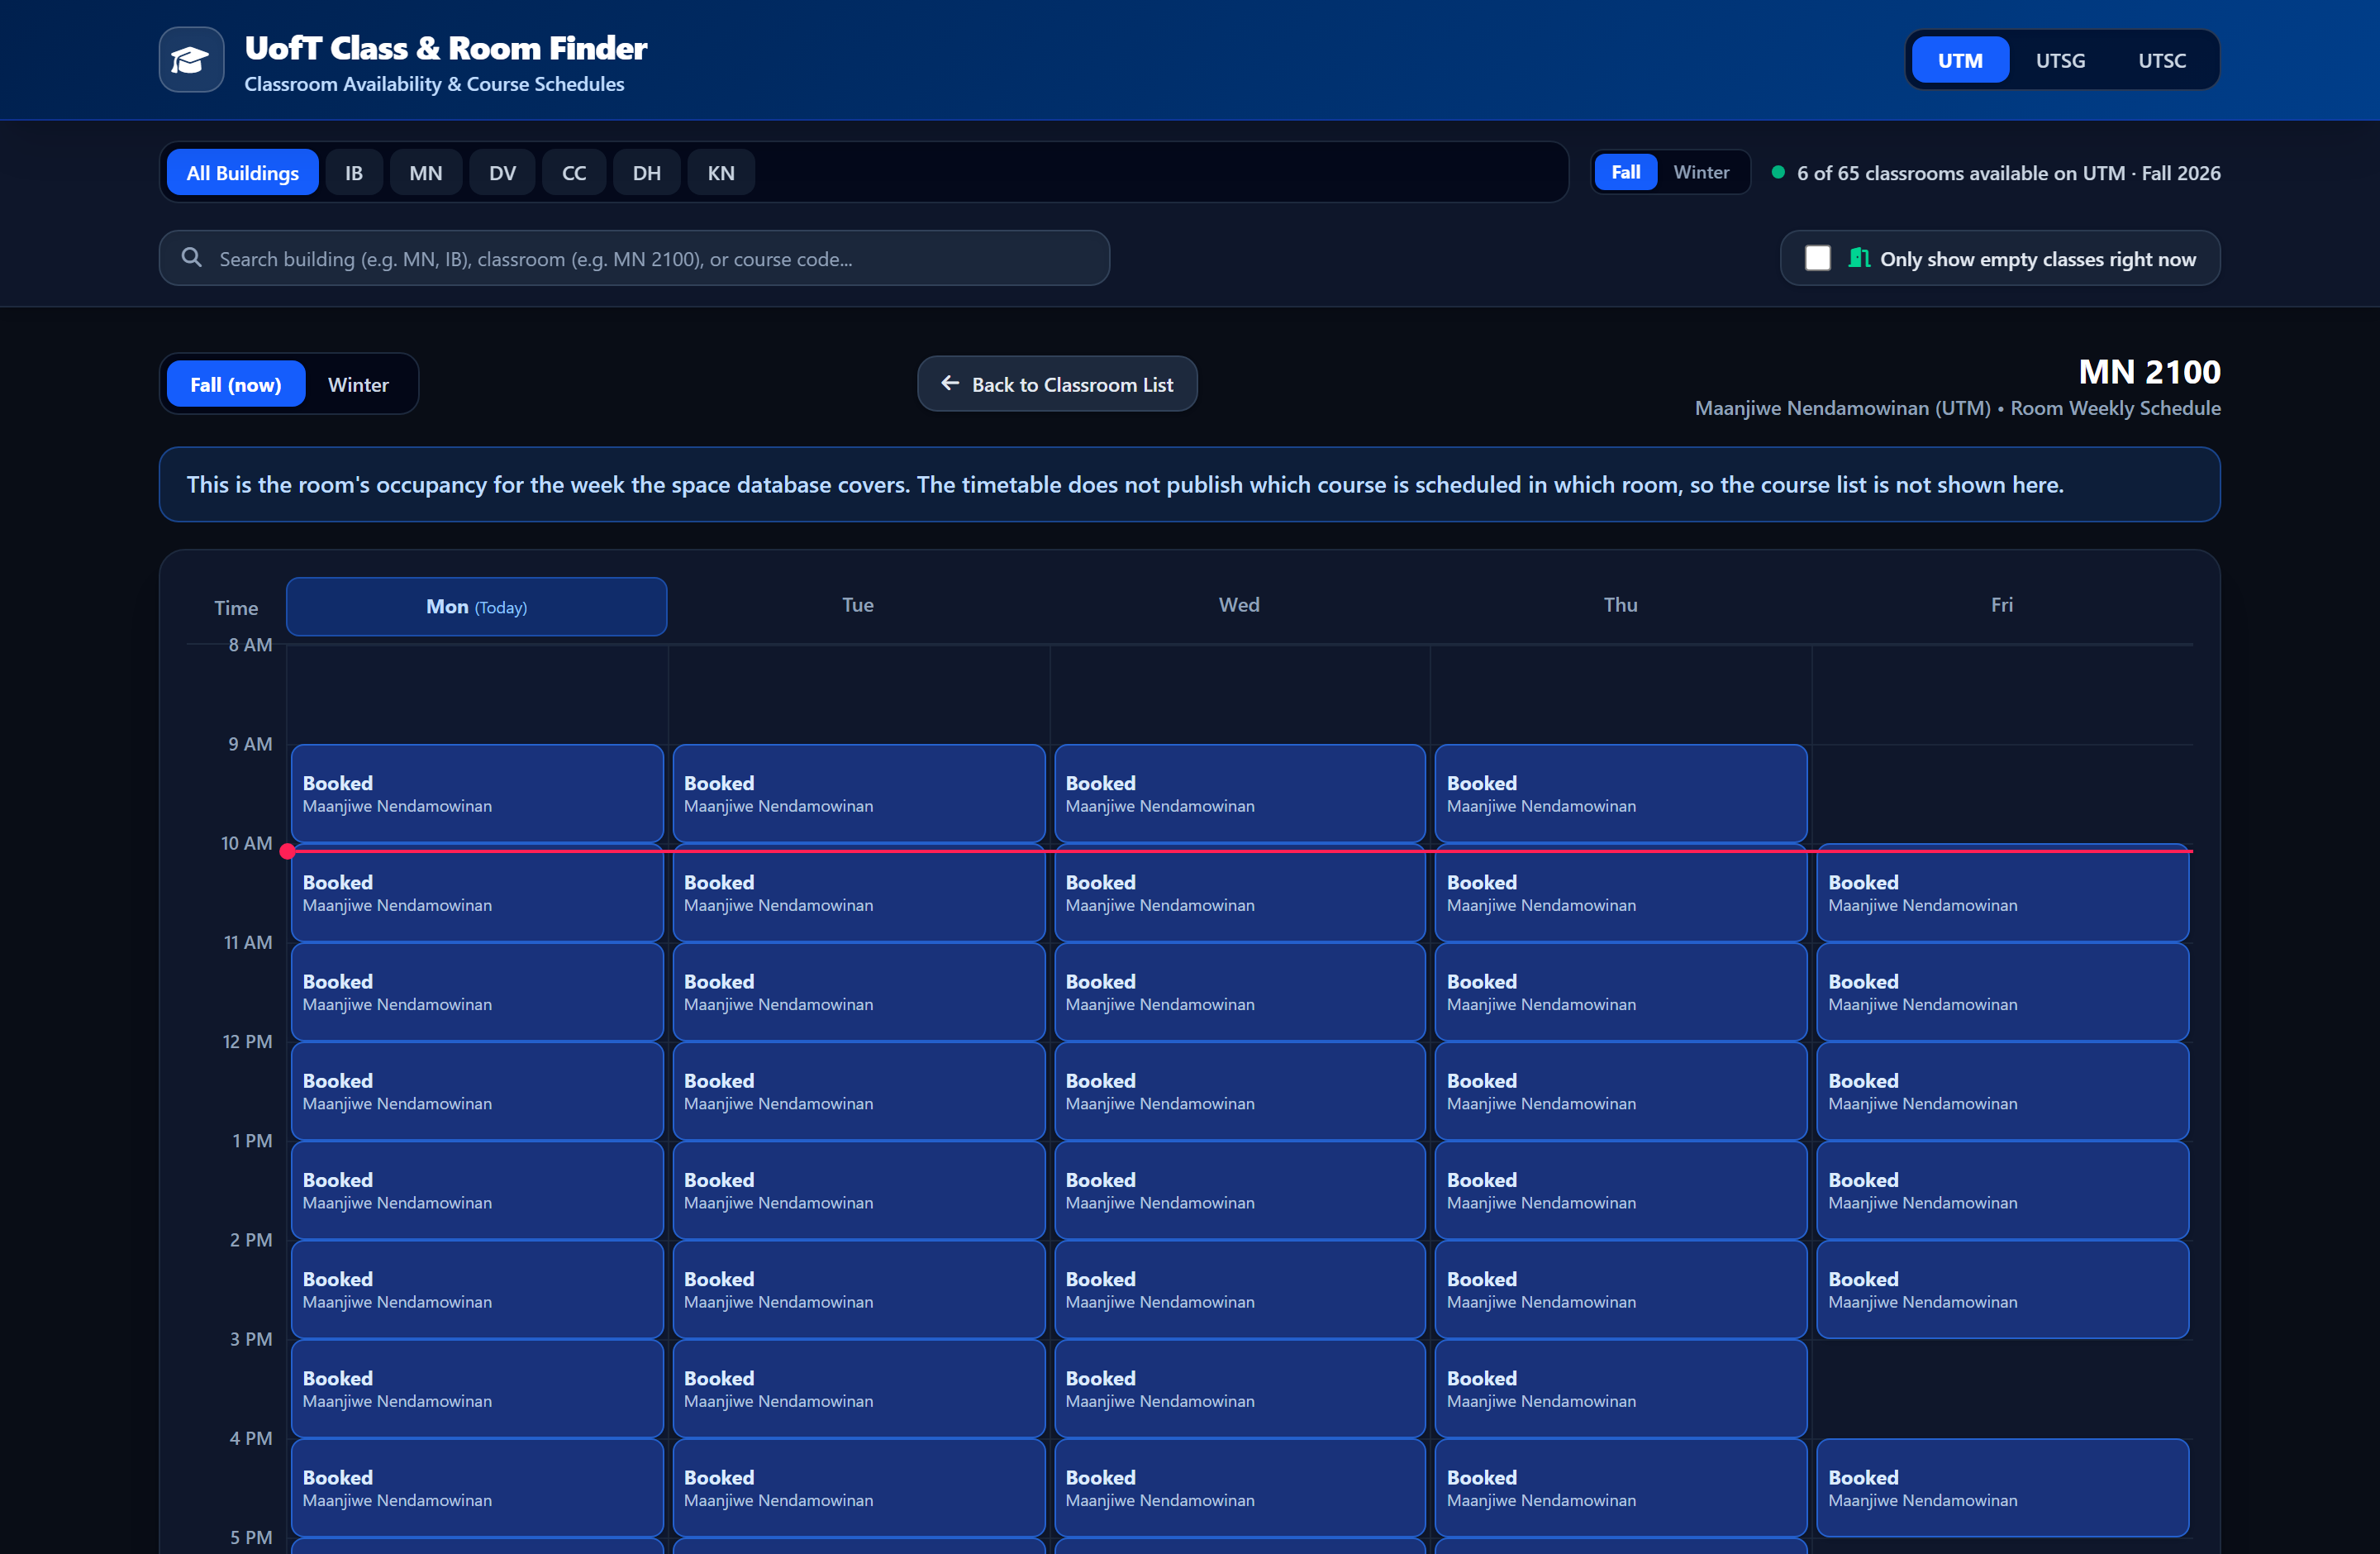 UofT Class & Room Finder
Classroom Availability & Course Schedules
UTM UTSG UTSC
All Buildings IB MN DV CC DH KN
Fall Winter 6 of 65 classrooms available on UTM · Fall 2026
Search building (e.g. MN, IB), classroom (e.g. MN 2100), or course code...
Only show empty classes right now
Fall (now) Winter
← Back to Classroom List
MN 2100
Maanjiwe Nendamowinan (UTM) • Room Weekly Schedule
This is the room's occupancy for the week the space database covers. The timetable does not publish which course is scheduled in which room, so the course list is not shown here.
Time Mon (Today) Tue Wed Thu Fri
8 AM
9 AM
Booked Booked Booked Booked
Maanjiwe Nendamowinan Maanjiwe Nendamowinan Maanjiwe Nendamowinan Maanjiwe Nendamowinan
10 AM
Booked Booked Booked Booked Booked
Maanjiwe Nendamowinan Maanjiwe Nendamowinan Maanjiwe Nendamowinan Maanjiwe Nendamowinan Maanjiwe Nendamowinan
11 AM
Booked Booked Booked Booked Booked
Maanjiwe Nendamowinan Maanjiwe Nendamowinan Maanjiwe Nendamowinan Maanjiwe Nendamowinan Maanjiwe Nendamowinan
12 PM
Booked Booked Booked Booked Booked
Maanjiwe Nendamowinan Maanjiwe Nendamowinan Maanjiwe Nendamowinan Maanjiwe Nendamowinan Maanjiwe Nendamowinan
1 PM
Booked Booked Booked Booked Booked
Maanjiwe Nendamowinan Maanjiwe Nendamowinan Maanjiwe Nendamowinan Maanjiwe Nendamowinan Maanjiwe Nendamowinan
2 PM
Booked Booked Booked Booked Booked
Maanjiwe Nendamowinan Maanjiwe Nendamowinan Maanjiwe Nendamowinan Maanjiwe Nendamowinan Maanjiwe Nendamowinan
3 PM
Booked Booked Booked Booked
Maanjiwe Nendamowinan Maanjiwe Nendamowinan Maanjiwe Nendamowinan Maanjiwe Nendamowinan
4 PM
Booked Booked Booked Booked Booked
Maanjiwe Nendamowinan Maanjiwe Nendamowinan Maanjiwe Nendamowinan Maanjiwe Nendamowinan Maanjiwe Nendamowinan
5 PM